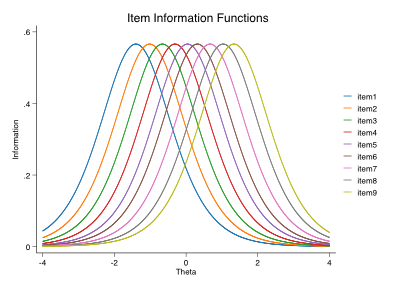 Item Information Functions
.6
.4
.2
0
Information
-4
-2
0
2
4
Theta
item1
item2
item3
item4
item5
item6
item7
item8
item9